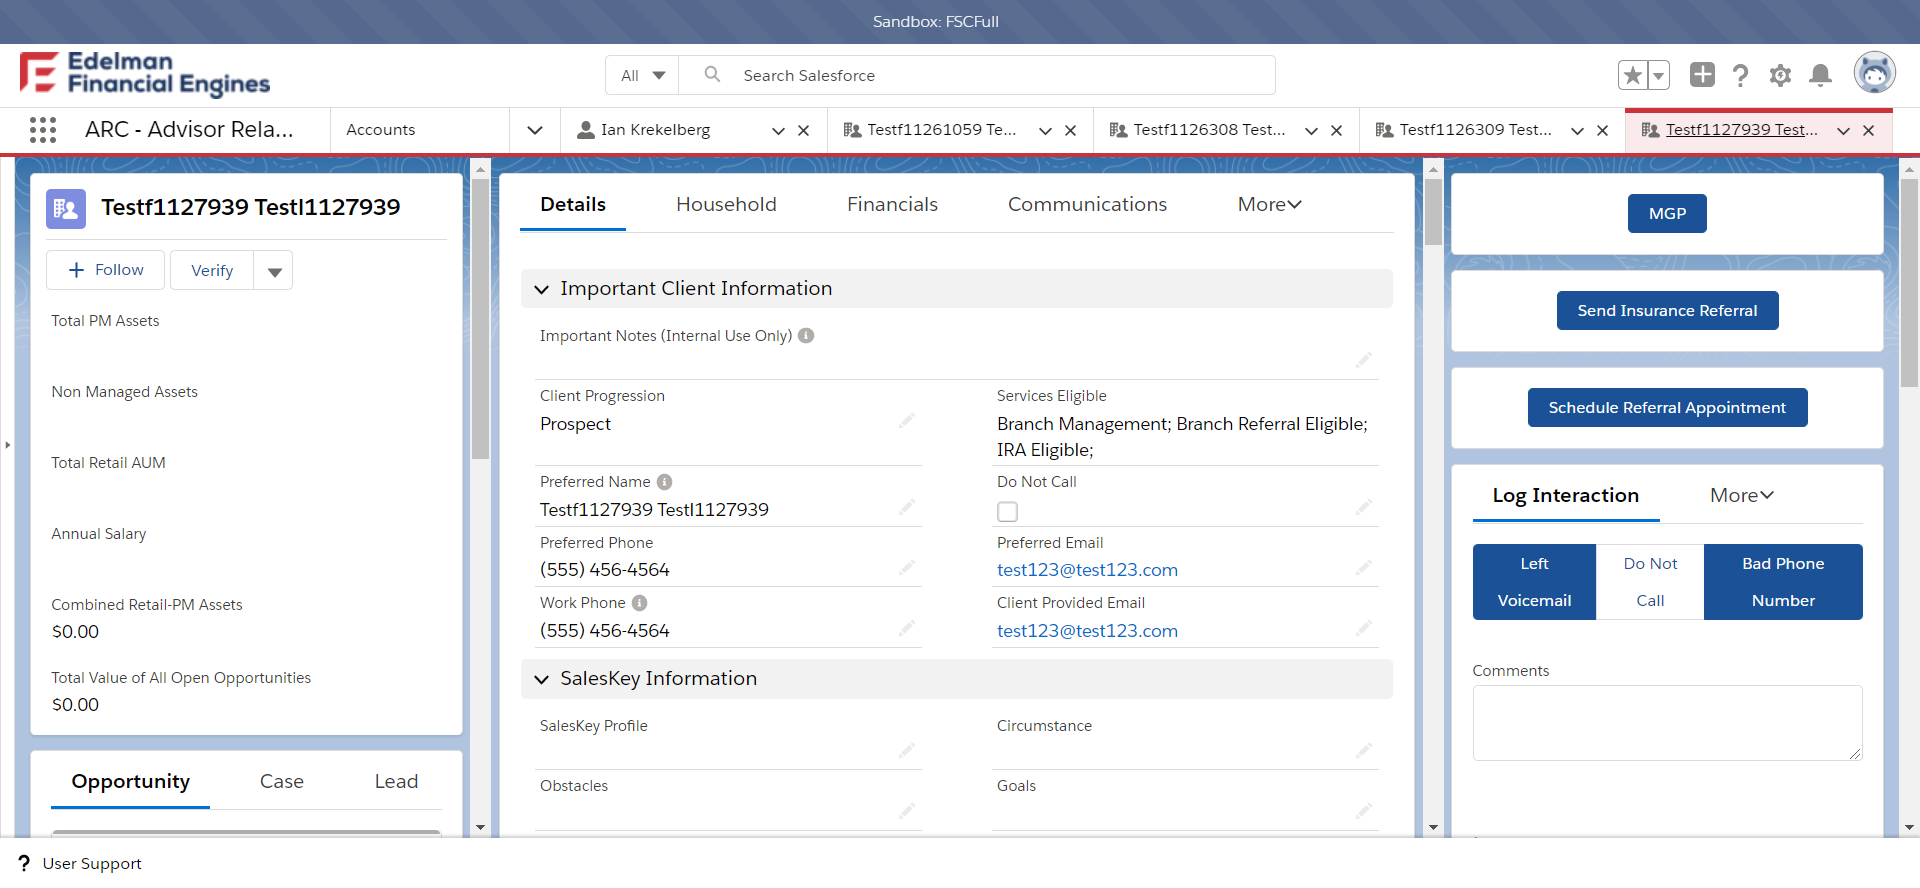 Sandbox: FSCFull
Edelman
Financial Engines
All
Search Salesforce
ARC - Advisor Rela...
Accounts
Ian Krekelberg
Testf11261059 Te...
Testf1126308 Test...
Testf1126309 Test...
Testf1127939 Test...
Testf1127939 Testl1127939
Follow
Verify
Total PM Assets
Non Managed Assets
Total Retail AUM
Annual Salary
Combined Retail-PM Assets
$0.00
Total Value of All Open Opportunities
$0.00
Opportunity
Case
Lead
Details
Household
Financials
Communications
More
Important Client Information
Important Notes (Internal Use Only)
Client Progression
Prospect
Services Eligible
Branch Management; Branch Referral Eligible;
IRA Eligible;
Preferred Name
Testf1127939 Testl1127939
Do Not Call
Preferred Phone
(555) 456-4564
Preferred Email
test123@test123.com
Work Phone
(555) 456-4564
Client Provided Email
test123@test123.com
SalesKey Information
SalesKey Profile
Circumstance
Obstacles
Goals
MGP
Send Insurance Referral
Schedule Referral Appointment
Log Interaction
More
Left
Voicemail
Do Not
Call
Bad Phone
Number
Comments
User Support